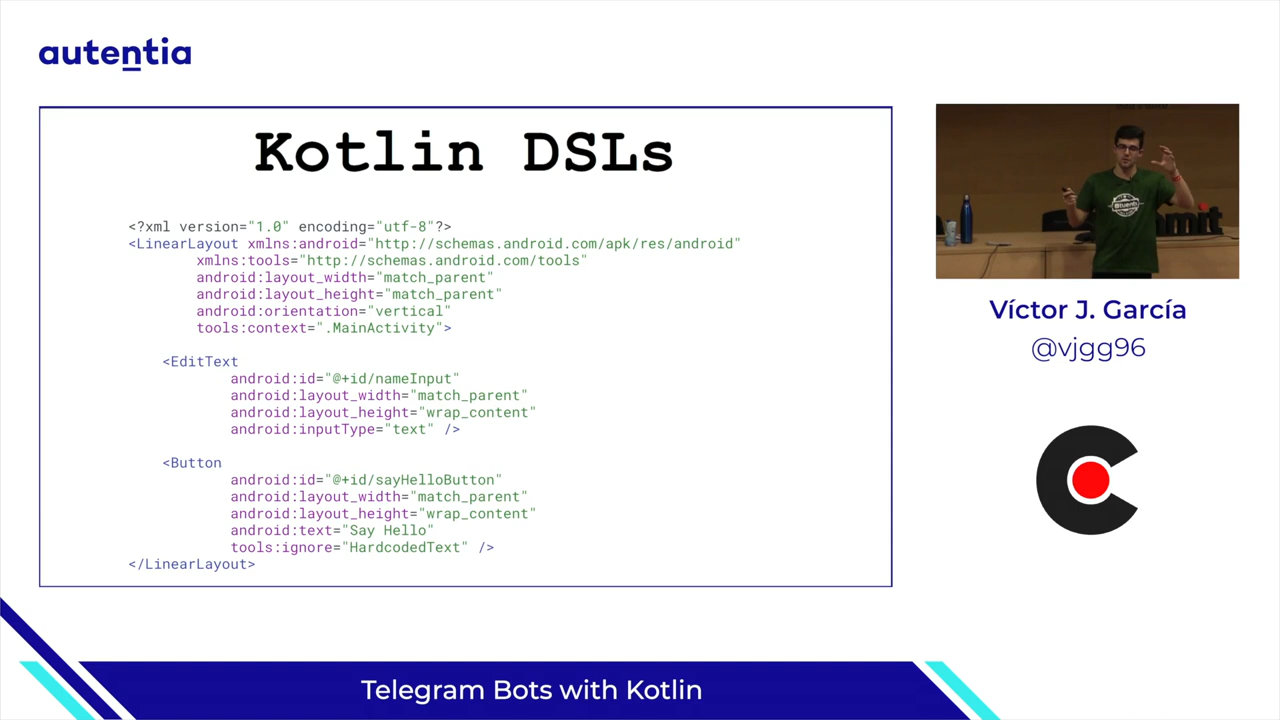 autentia
Kotlin DSLs
<?xml version="1.0" encoding="utf-8"?>
<LinearLayout xmlns:android="http://schemas.android.com/apk/res/android"
xmlns:tools="http://schemas.android.com/tools"
android:layout_width="match_parent"
android:layout_height="match_parent"
android:orientation="vertical"
tools:context=".MainActivity">
<EditText
android:id="@+id/nameInput"
android:layout_width="match_parent"
android:layout_height="wrap_content"
android:inputType="text" />
<Button
android:id="@+id/sayHelloButton"
android:layout_width="match_parent"
android:layout_height="wrap_content"
android:text="Say Hello"
tools:ignore="HardcodedText" />
</LinearLayout>
Víctor J. García
@vjgg96
Telegram Bots with Kotlin